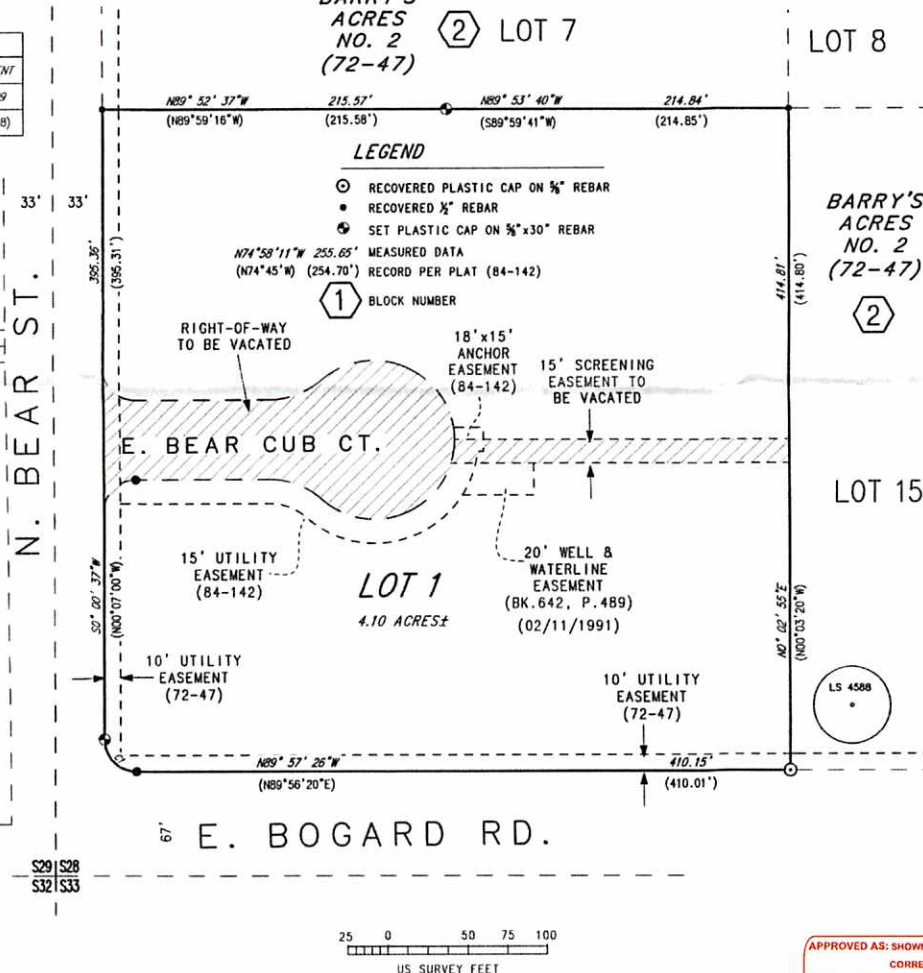 BARRY'S
ACRES
NO. 2
(72-47)
2
LOT 7
LOT 8
N89° 52' 37"W 215.57' N89° 53' 40"W 214.84'
(N89°59'16"W) (215.58') (S89°59'41"W) (214.85')
LEGEND
RECOVERED PLASTIC CAP ON ⅝" REBAR
RECOVERED ½" REBAR
SET PLASTIC CAP ON ⅝"x30" REBAR
N74°58'11"W 255.65' MEASURED DATA
(N74°45'W) (254.70') RECORD PER PLAT (84-142)
1 BLOCK NUMBER
33' 33'
395.36'
(395.31')
414.81'
(414.80')
BARRY'S
ACRES
NO. 2
(72-47)
2
N. BEAR ST.
RIGHT-OF-WAY
TO BE VACATED
18'x15'
ANCHOR
EASEMENT
(84-142)
15' SCREENING
EASEMENT TO
BE VACATED
E. BEAR CUB CT.
LOT 15
15' UTILITY
EASEMENT
(84-142)
20' WELL &
WATERLINE
EASEMENT
(BK.642, P.489)
(02/11/1991)
LOT 1
4.10 ACRES±
S0° 00' 37"W
(N00°07'00"W)
N0° 02' 55"E
(N00°03'20"W)
10' UTILITY
EASEMENT
(72-47)
10' UTILITY
EASEMENT
(72-47)
LS 4588
C1
N89° 57' 26"W 410.15'
(N89°56'20"E) (410.01')
67'
E. BOGARD RD.
S29 S28
S32 S33
25 0 50 75 100
US SURVEY FEET
APPROVED AS: SHOWN